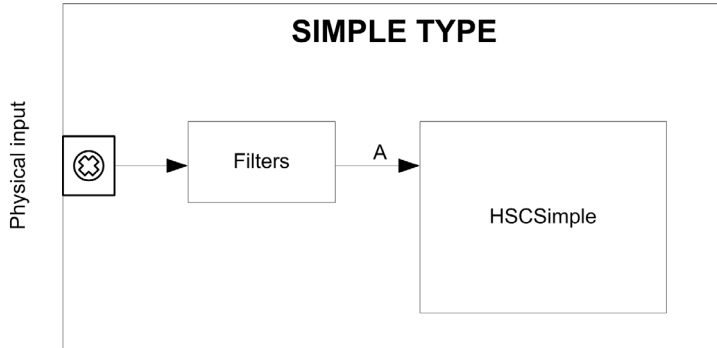 SIMPLE TYPE
Physical input
Filters
A
HSCSimple